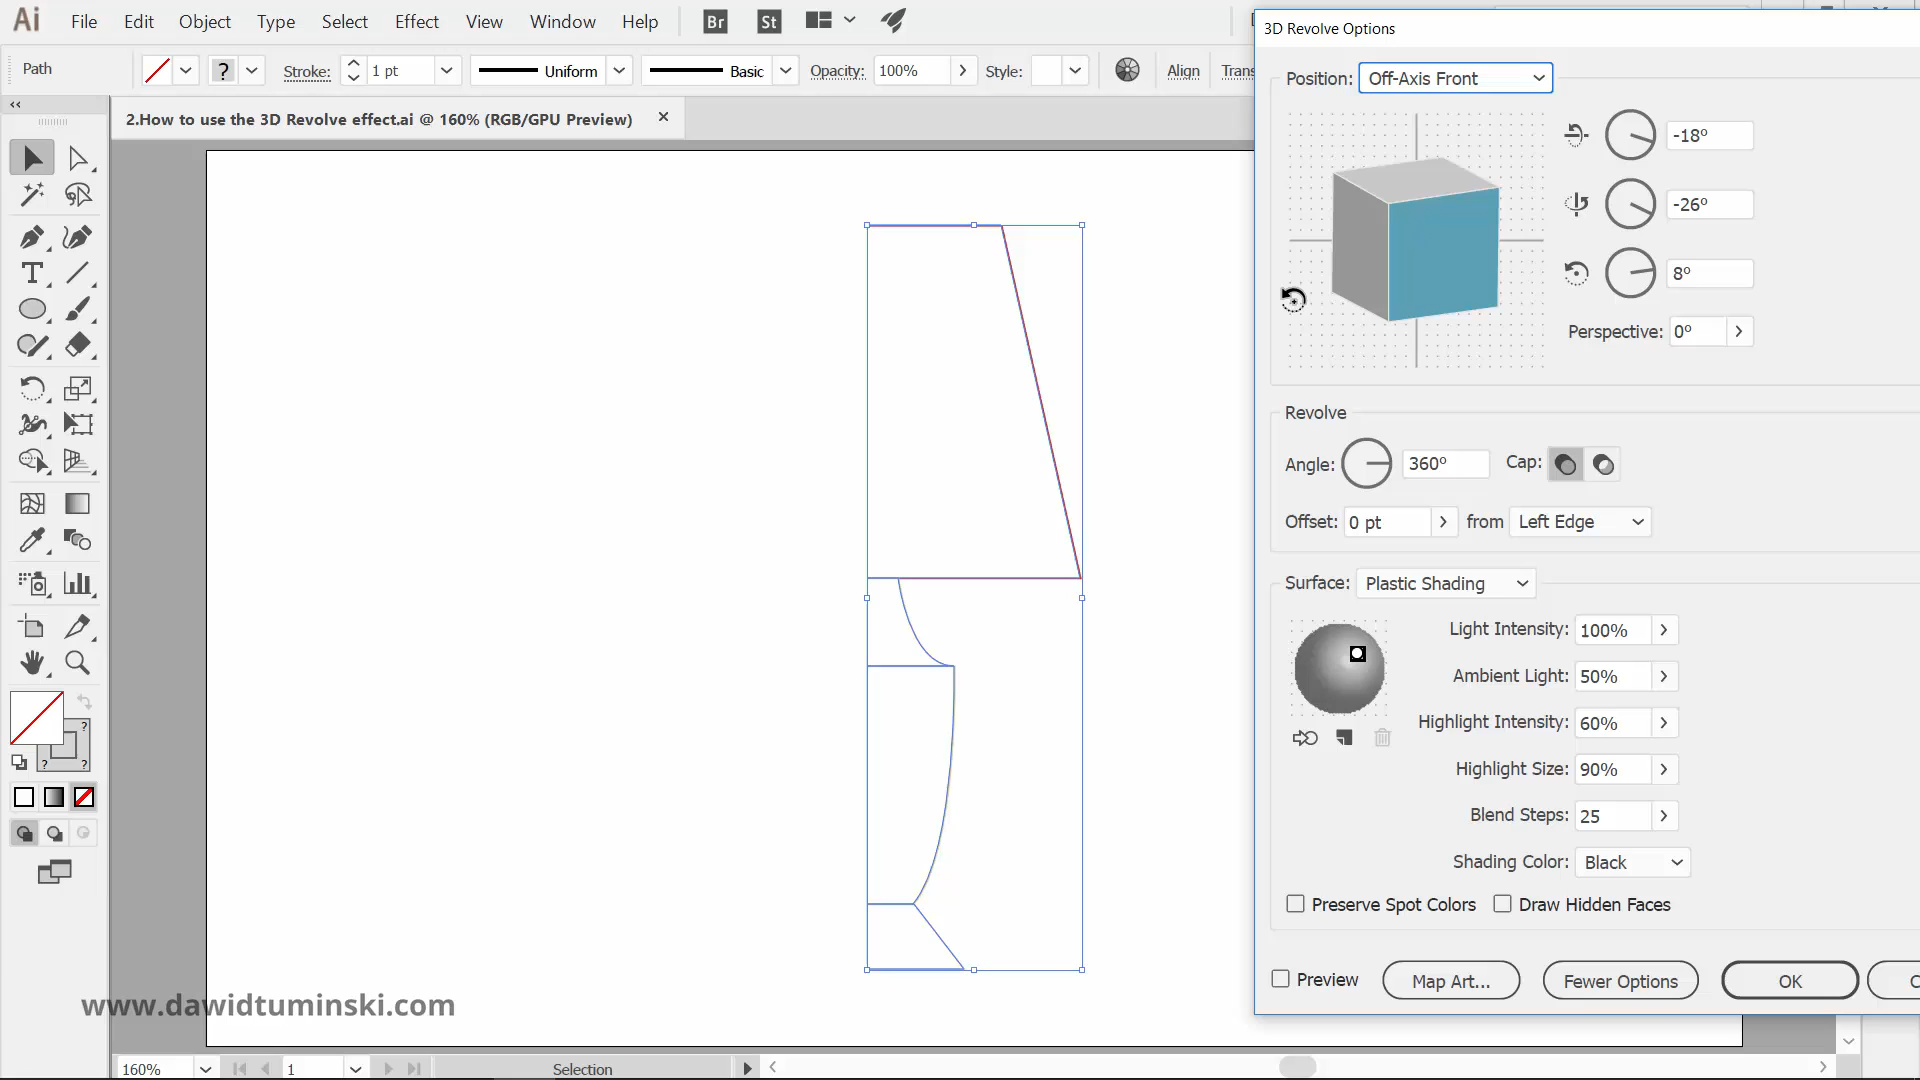 Ai File Edit Object Type Select Effect View Window Help Br St
3D Revolve Options
Path ? Stroke: 1 pt Uniform Basic Opacity: 100% Style: Align Trans
Position: Off-Axis Front
2.How to use the 3D Revolve effect.ai @ 160% (RGB/GPU Preview)
-18°
-26°
8°
Perspective: 0°
Revolve
Angle: 360° Cap:
Offset: 0 pt from Left Edge
Surface: Plastic Shading
Light Intensity: 100%
Ambient Light: 50%
Highlight Intensity: 60%
Highlight Size: 90%
Blend Steps: 25
Shading Color: Black
Preserve Spot Colors Draw Hidden Faces
Preview Map Art... Fewer Options OK C
www.dawidtuminski.com
160% 1 Selection